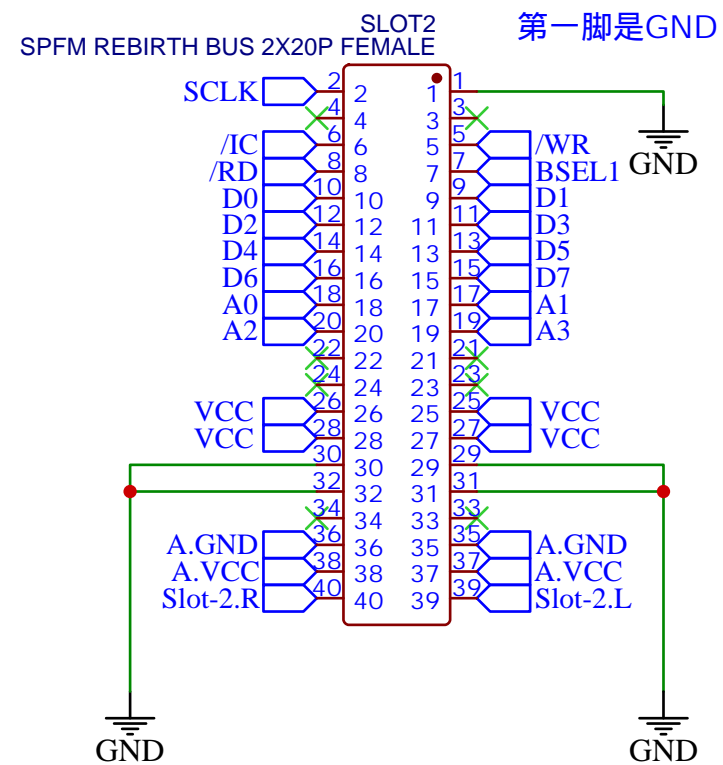 SLOT2
第一脚是GND
SPFM REBIRTH BUS 2X20P FEMALE
SCLK 2 2 1 1
4 4 3 3
/IC 6 6 5 5 /WR
GND
/RD 8 8 7 7 BSEL1
D0 10 10 9 9 D1
D2 12 12 11 11 D3
D4 14 14 13 13 D5
D6 16 16 15 15 D7
A0 18 18 17 17 A1
A2 20 20 19 19 A3
22 22 21 21
24 24 23 23
VCC 26 26 25 25 VCC
VCC 28 28 27 27 VCC
30 30 29 29
32 32 31 31
34 34 33 33
A.GND 36 36 35 35 A.GND
A.VCC 38 38 37 37 A.VCC
Slot-2.R 40 40 39 39 Slot-2.L
GND GND